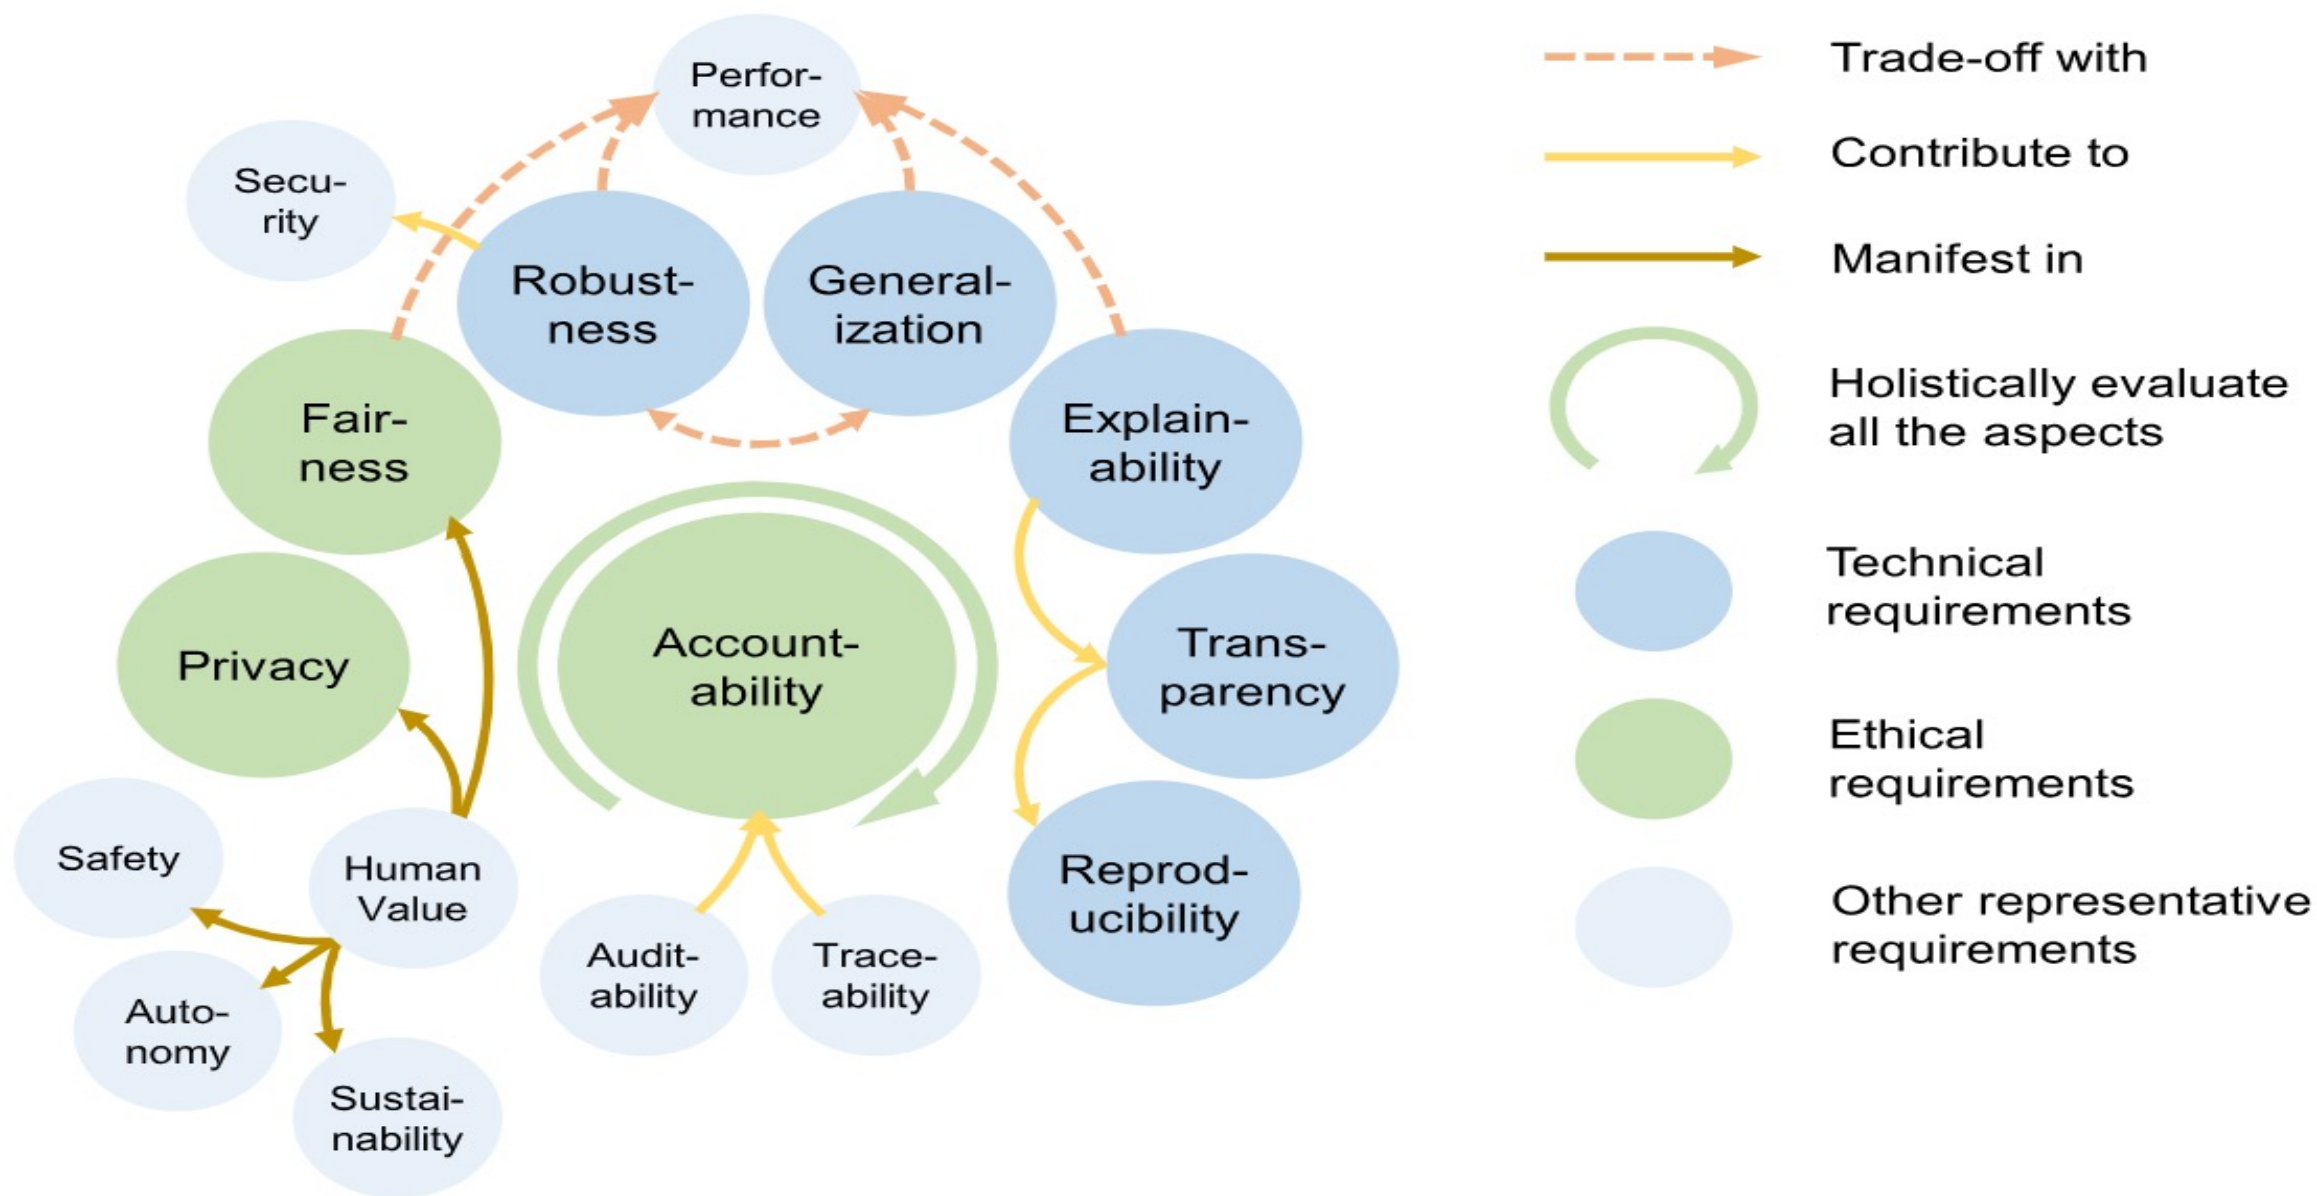 Perfor-
mance
Secu-
rity
Robust-
ness
General-
ization
Fair-
ness
Explain-
ability
Privacy
Account-
ability
Trans-
parency
Safety
Human
Value
Reprod-
ucibility
Audit-
ability
Trace-
ability
Auto-
nomy
Sustai-
nability
Trade-off with
Contribute to
Manifest in
Holistically evaluate
all the aspects
Technical
requirements
Ethical
requirements
Other representative
requirements